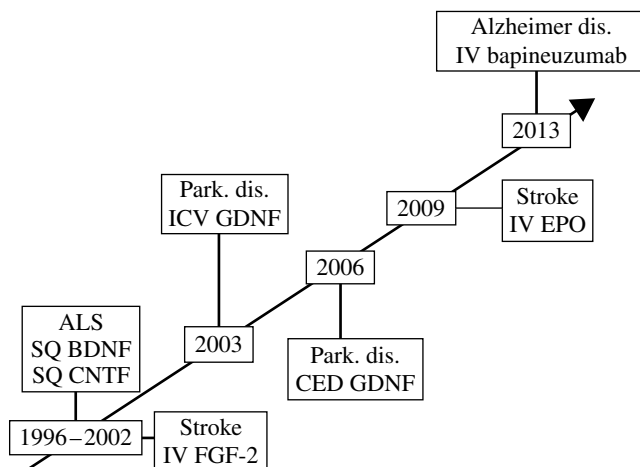 Alzheimer dis.
IV bapineuzumab
2013
Park. dis.
ICV GDNF
2009
Stroke
IV EPO
2006
ALS
SQ BDNF
SQ CNTF
2003
Park. dis.
CED GDNF
1996–2002
Stroke
IV FGF-2